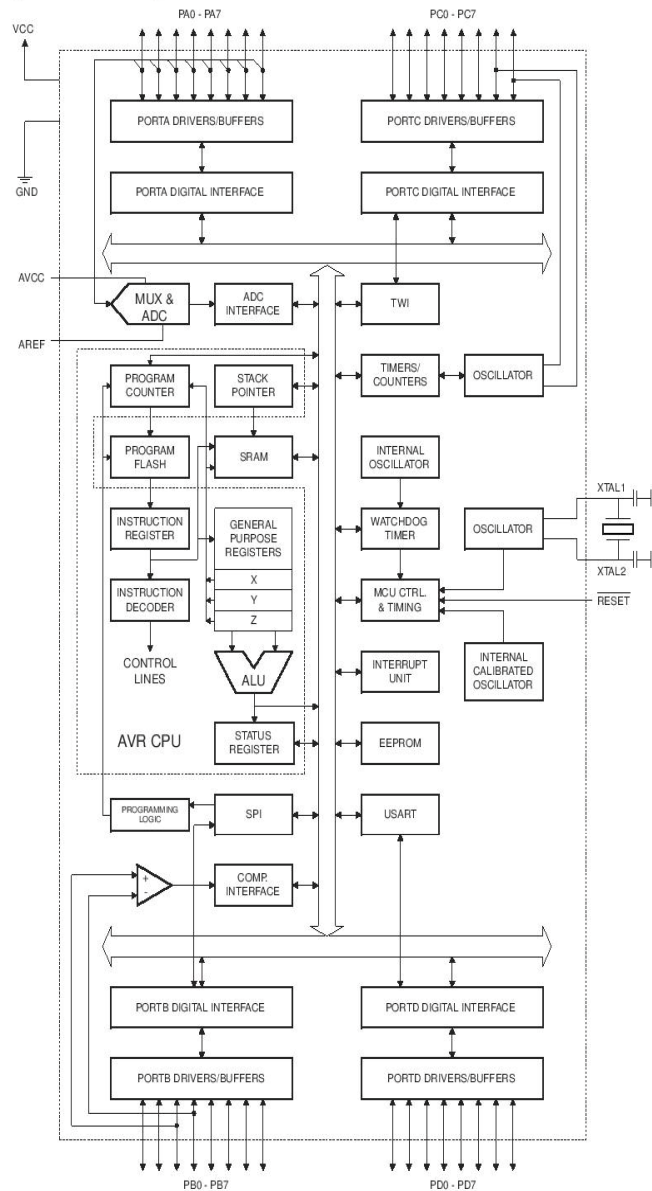 PA0 - PA7
PC0 - PC7
VCC
PORTA DRIVERS/BUFFERS
PORTC DRIVERS/BUFFERS
GND
PORTA DIGITAL INTERFACE
PORTC DIGITAL INTERFACE
AVCC
MUX &
ADC
ADC
INTERFACE
TWI
AREF
PROGRAM
COUNTER
STACK
POINTER
TIMERS/
COUNTERS
OSCILLATOR
PROGRAM
FLASH
SRAM
INTERNAL
OSCILLATOR
XTAL1
INSTRUCTION
REGISTER
GENERAL
PURPOSE
REGISTERS
WATCHDOG
TIMER
OSCILLATOR
XTAL2
X
INSTRUCTION
DECODER
Y
MCU CTRL.
& TIMING
RESET
Z
CONTROL
LINES
ALU
INTERRUPT
UNIT
INTERNAL
CALIBRATED
OSCILLATOR
AVR CPU
STATUS
REGISTER
EEPROM
PROGRAMMING
LOGIC
SPI
USART
+
-
COMP.
INTERFACE
PORTB DIGITAL INTERFACE
PORTD DIGITAL INTERFACE
PORTB DRIVERS/BUFFERS
PORTD DRIVERS/BUFFERS
PB0 - PB7
PD0 - PD7